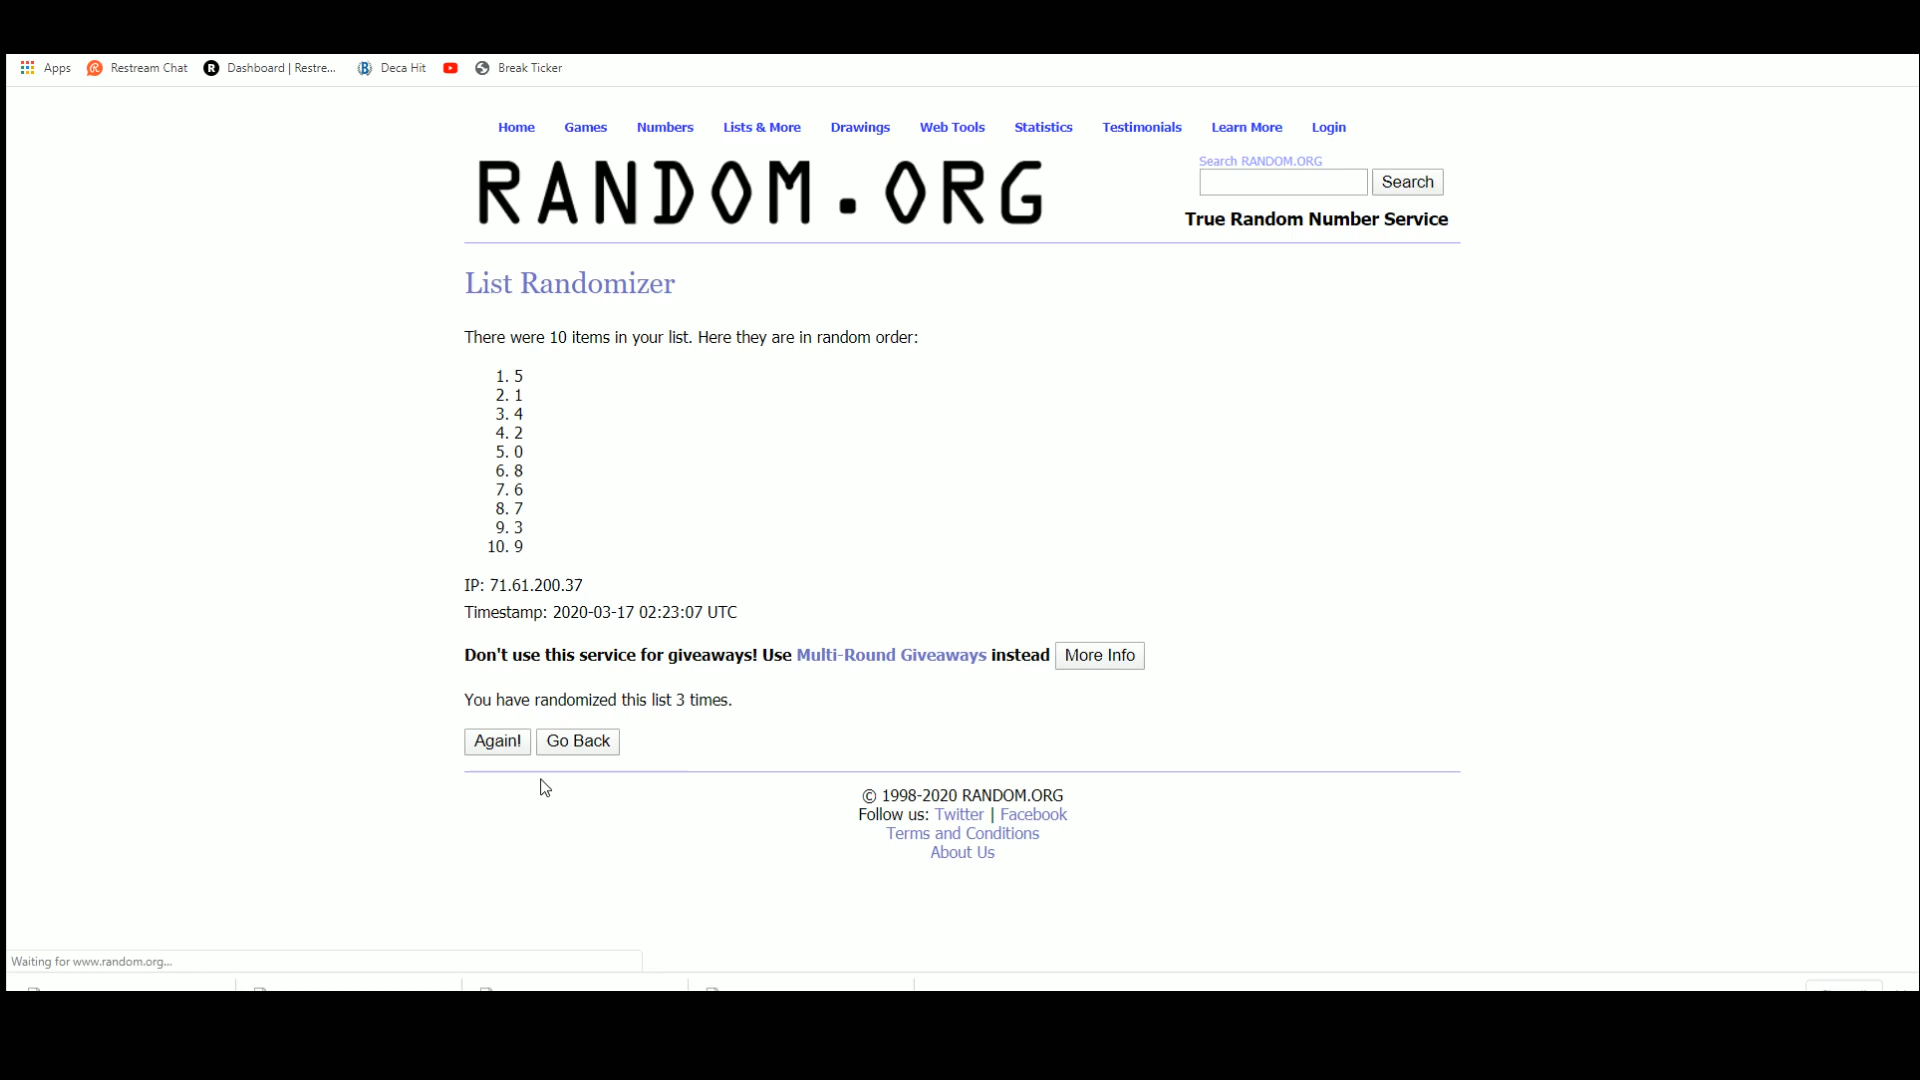 Apps Restream Chat Dashboard | Restre... Deca Hit Break Ticker
Home Games Numbers Lists & More Drawings Web Tools Statistics Testimonials Learn More Login
RANDOM.ORG
Search RANDOM.ORG
Search
True Random Number Service
List Randomizer
There were 10 items in your list. Here they are in random order:
1. 5
2. 1
3. 4
4. 2
5. 0
6. 8
7. 6
8. 7
9. 3
10. 9
IP: 71.61.200.37
Timestamp: 2020-03-17 02:23:07 UTC
Don't use this service for giveaways! Use Multi-Round Giveaways instead More Info
You have randomized this list 3 times.
Again! Go Back
© 1998-2020 RANDOM.ORG
Follow us: Twitter | Facebook
Terms and Conditions
About Us
Waiting for www.random.org...